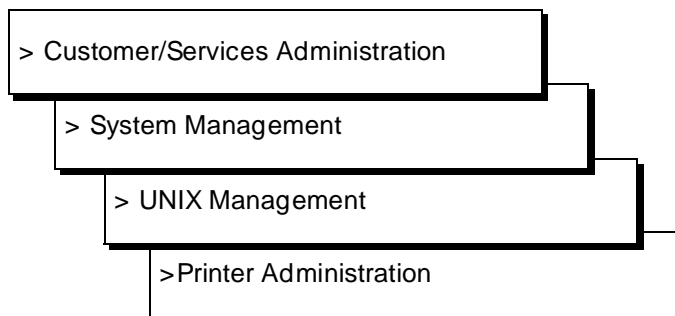 > Customer/Services Administration
> System Management
> UNIX Management
>Printer Administration